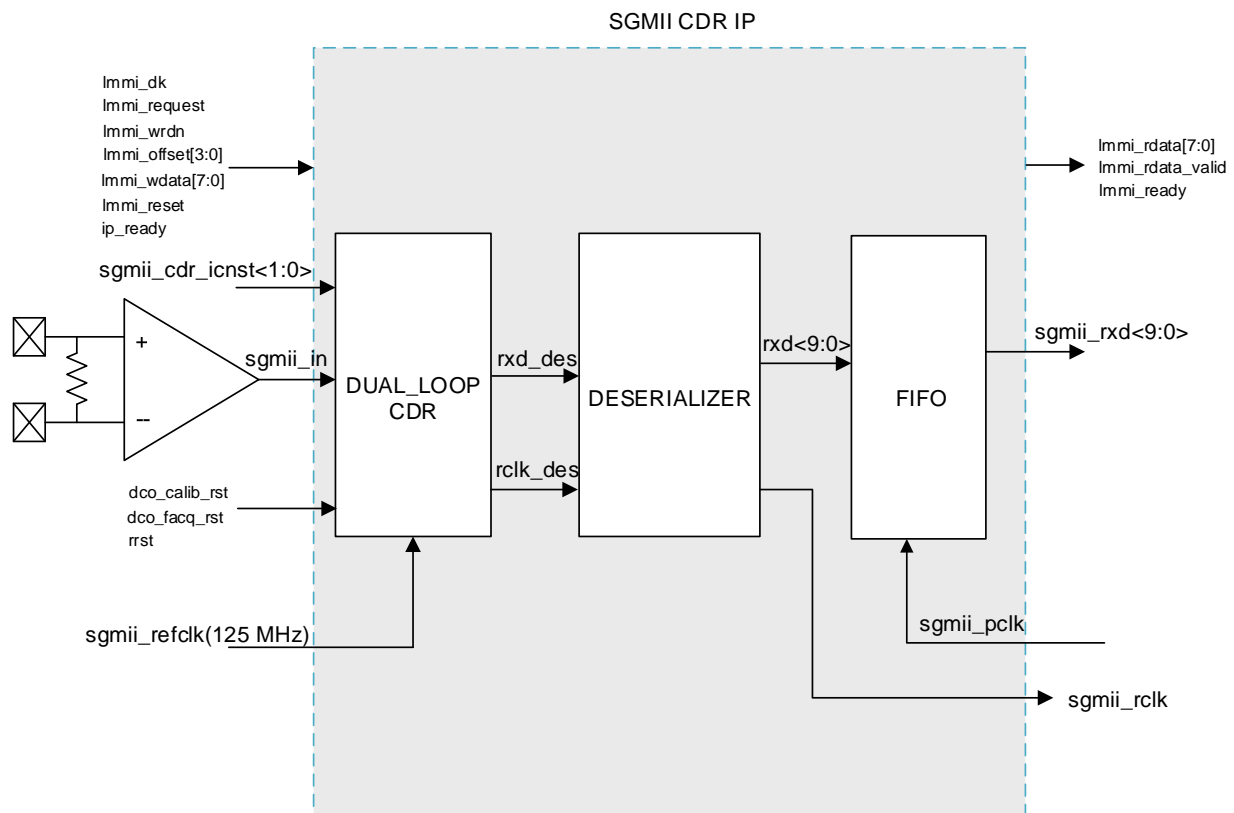 SGMII CDR IP
lmmi_clk
lmmi_request
lmmi_wrdn
lmmi_offset[3:0]
lmmi_wdata[7:0]
lmmi_reset
ip_ready
lmmi_rdata[7:0]
lmmi_rdata_valid
lmmi_ready
sgmii_cdr_icnst<1:0>
+
--
sgmii_in
DUAL_LOOP
CDR
rxd_des
rclk_des
DESERIALIZER
rxd<9:0>
FIFO
sgmii_rxd<9:0>
dco_calib_rst
dco_facq_rst
rrst
sgmii_refclk(125 MHz)
sgmii_pclk
sgmii_rclk